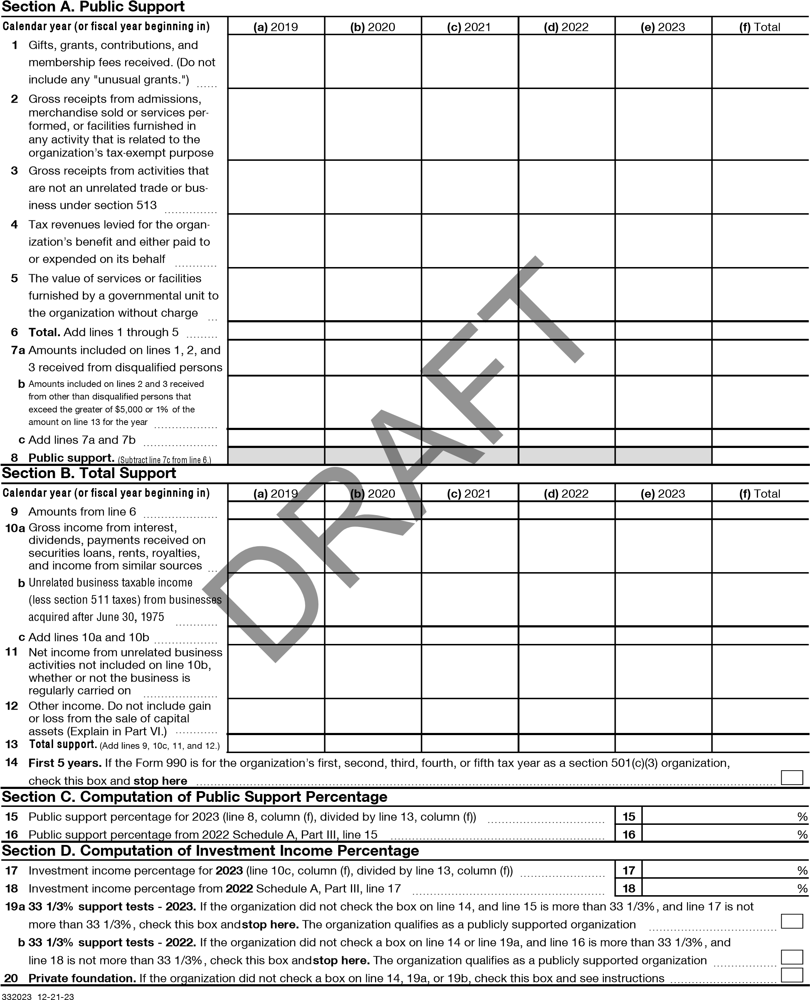 Section A. Public Support
Calendar year (or fiscal year beginning in) (a) 2019 (b) 2020 (c) 2021 (d) 2022 (e) 2023 (f) Total
1 Gifts, grants, contributions, and
membership fees received. (Do not
include any "unusual grants.")
2 Gross receipts from admissions,
merchandise sold or services per-
formed, or facilities furnished in
any activity that is related to the
organization's tax-exempt purpose
3 Gross receipts from activities that
are not an unrelated trade or bus-
iness under section 513
4 Tax revenues levied for the organ-
ization's benefit and either paid to
or expended on its behalf
5 The value of services or facilities
furnished by a governmental unit to
the organization without charge
6 Total. Add lines 1 through 5
7a Amounts included on lines 1, 2, and
3 received from disqualified persons
b Amounts included on lines 2 and 3 received
from other than disqualified persons that
exceed the greater of $5,000 or 1% of the
amount on line 13 for the year
c Add lines 7a and 7b
8 Public support. (Subtract line 7c from line 6.)
Section B. Total Support
Calendar year (or fiscal year beginning in) (a) 2019 (b) 2020 (c) 2021 (d) 2022 (e) 2023 (f) Total
9 Amounts from line 6
10a Gross income from interest,
dividends, payments received on
securities loans, rents, royalties,
and income from similar sources
b Unrelated business taxable income
(less section 511 taxes) from businesses
acquired after June 30, 1975
c Add lines 10a and 10b
11 Net income from unrelated business
activities not included on line 10b,
whether or not the business is
regularly carried on
12 Other income. Do not include gain
or loss from the sale of capital
assets (Explain in Part VI.)
13 Total support. (Add lines 9, 10c, 11, and 12.)
14 First 5 years. If the Form 990 is for the organization's first, second, third, fourth, or fifth tax year as a section 501(c)(3) organization,
check this box and stop here
Section C. Computation of Public Support Percentage
15 Public support percentage for 2023 (line 8, column (f), divided by line 13, column (f)) 15 %
16 Public support percentage from 2022 Schedule A, Part III, line 15 16 %
Section D. Computation of Investment Income Percentage
17 Investment income percentage for 2023 (line 10c, column (f), divided by line 13, column (f)) 17 %
18 Investment income percentage from 2022 Schedule A, Part III, line 17 18 %
19a 33 1/3% support tests - 2023. If the organization did not check the box on line 14, and line 15 is more than 33 1/3%, and line 17 is not
more than 33 1/3%, check this box and stop here. The organization qualifies as a publicly supported organization
b 33 1/3% support tests - 2022. If the organization did not check a box on line 14 or line 19a, and line 16 is more than 33 1/3%, and
line 18 is not more than 33 1/3%, check this box and stop here. The organization qualifies as a publicly supported organization
20 Private foundation. If the organization did not check a box on line 14, 19a, or 19b, check this box and see instructions
332023 12-21-23
DRAFT